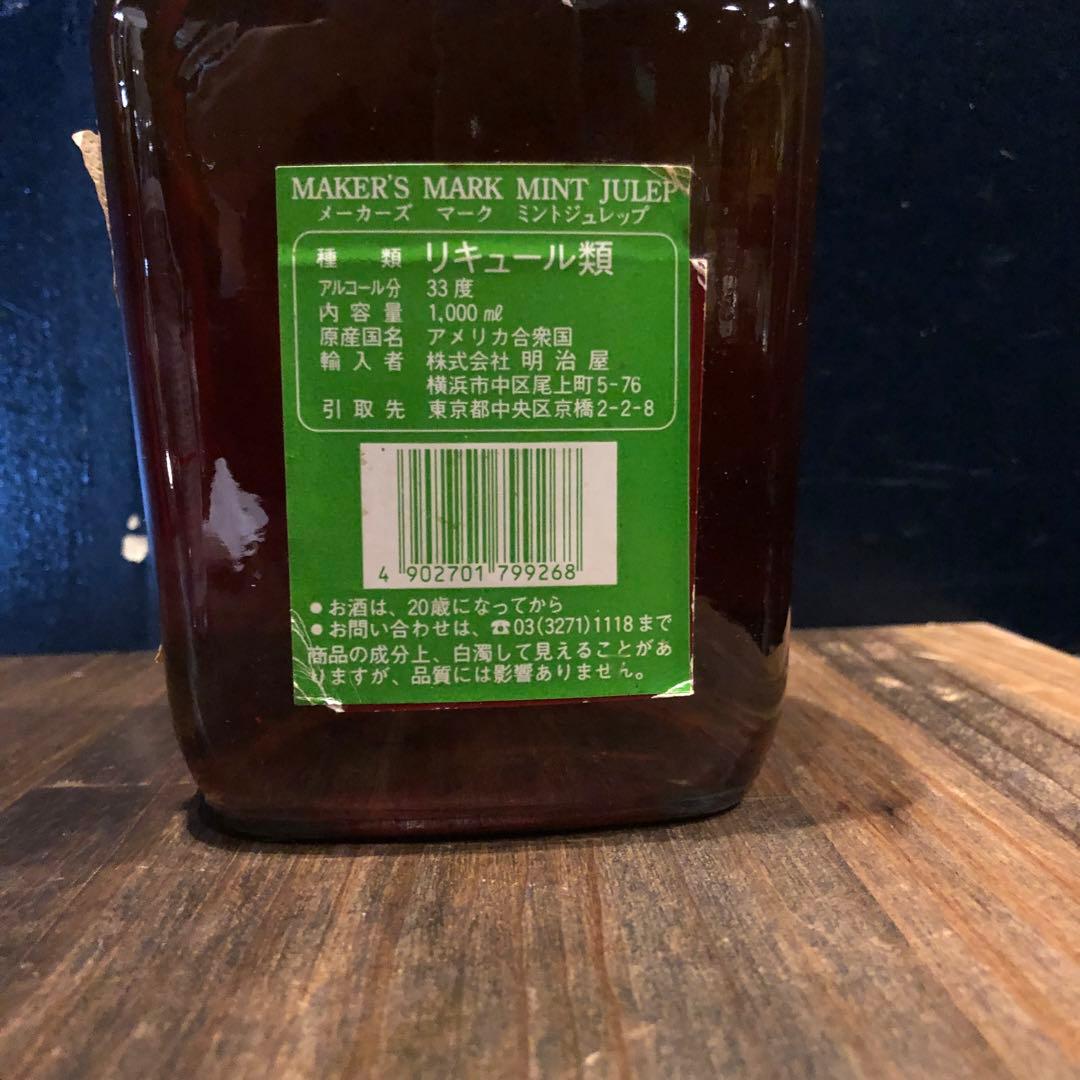 MAKER'S MARK MINT JULEP
メーカーズ マーク ミントジュレップ
種類 リキュール類
アルコール分 33度
内容量 1,000㎖
原産国名 アメリカ合衆国
輸入者 株式会社 明治屋
横浜市中区尾上町5-76
引取先 東京都中央区京橋2-2-8
4 902701 799268
●お酒は、20歳になってから
●お問い合わせは、☎03(3271)1118まで
商品の成分上、白濁して見えることがあ
りますが、品質には影響ありません。